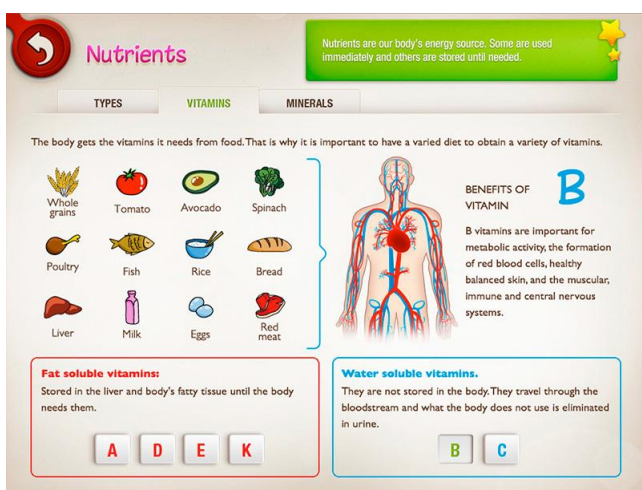 Nutrients
Nutrients are our body's energy source. Some are used
immediately and others are stored until needed.
TYPES
VITAMINS
MINERALS
The body gets the vitamins it needs from food. That is why it is important to have a varied diet to obtain a variety of vitamins.
Whole
grains
Tomato
Avocado
Spinach
Poultry
Fish
Rice
Bread
Liver
Milk
Eggs
Red
meat
BENEFITS OF
VITAMIN
B
B vitamins are important for
metabolic activity, the formation
of red blood cells, healthy
balanced skin, and the muscular,
immune and central nervous
systems.
Fat soluble vitamins:
Stored in the liver and body's fatty tissue until the body
needs them.
A D E K
Water soluble vitamins.
They are not stored in the body. They travel through the
bloodstream and what the body does not use is eliminated
in urine.
B C